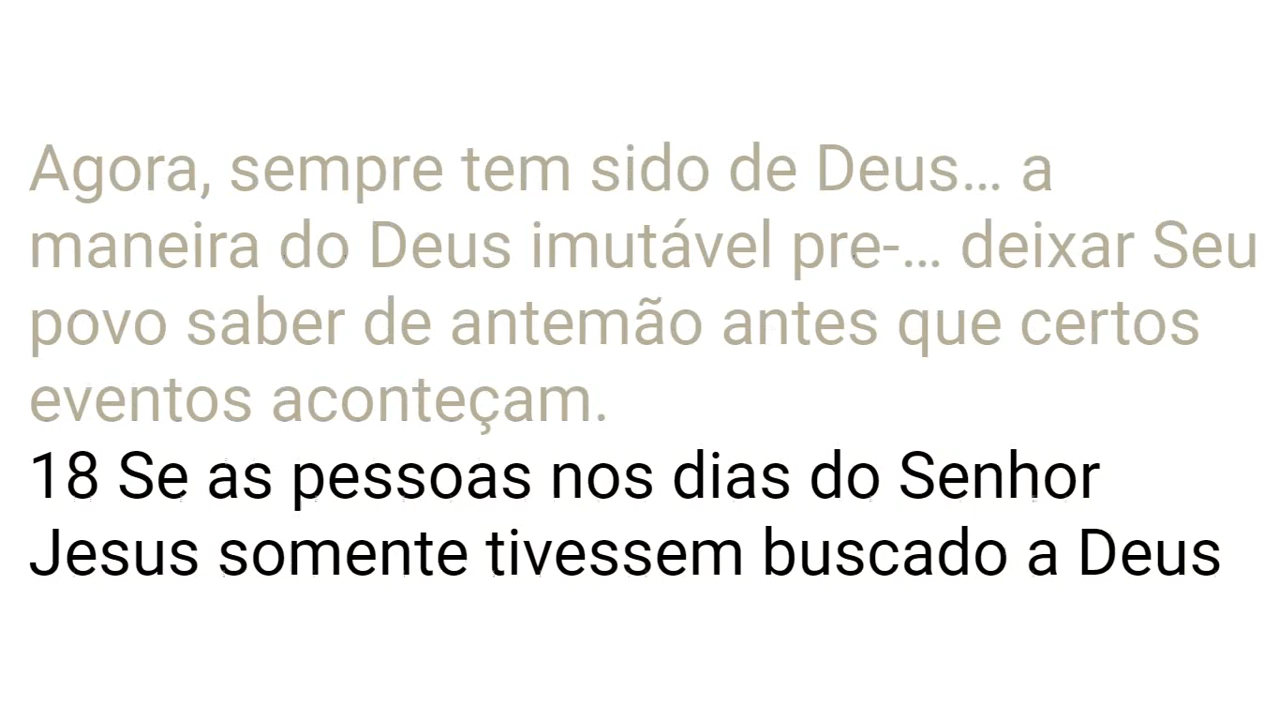 Agora, sempre tem sido de Deus… a
maneira do Deus imutável pre-… deixar Seu
povo saber de antemão antes que certos
eventos aconteçam.
18 Se as pessoas nos dias do Senhor
Jesus somente tivessem buscado a Deus